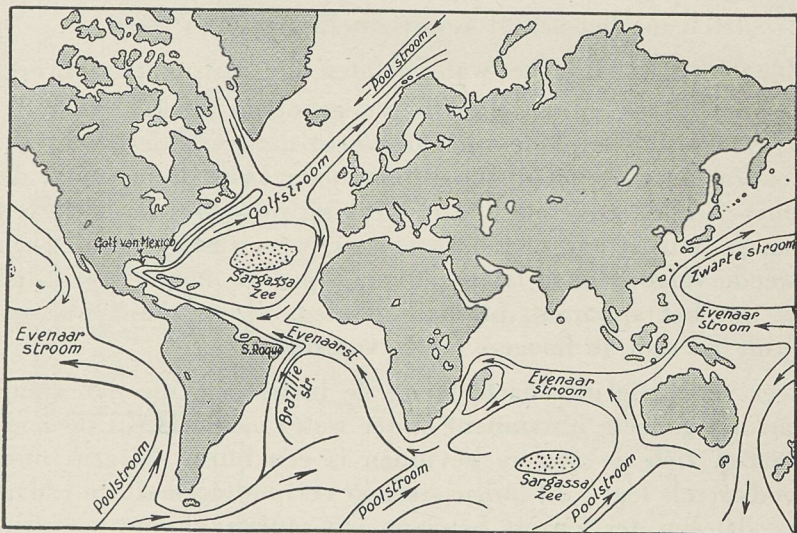 Poolstroom
Golfstroom
Golf van Mexico
Sargassa
zee
Zwarte stroom
Evenaar
stroom
Evenaar
stroom
S. Roque
Evenaarst
Brazilie
str.
Evenaar
stroom
Poolstroom
Poolstroom
Sargassa
zee
Poolstroom